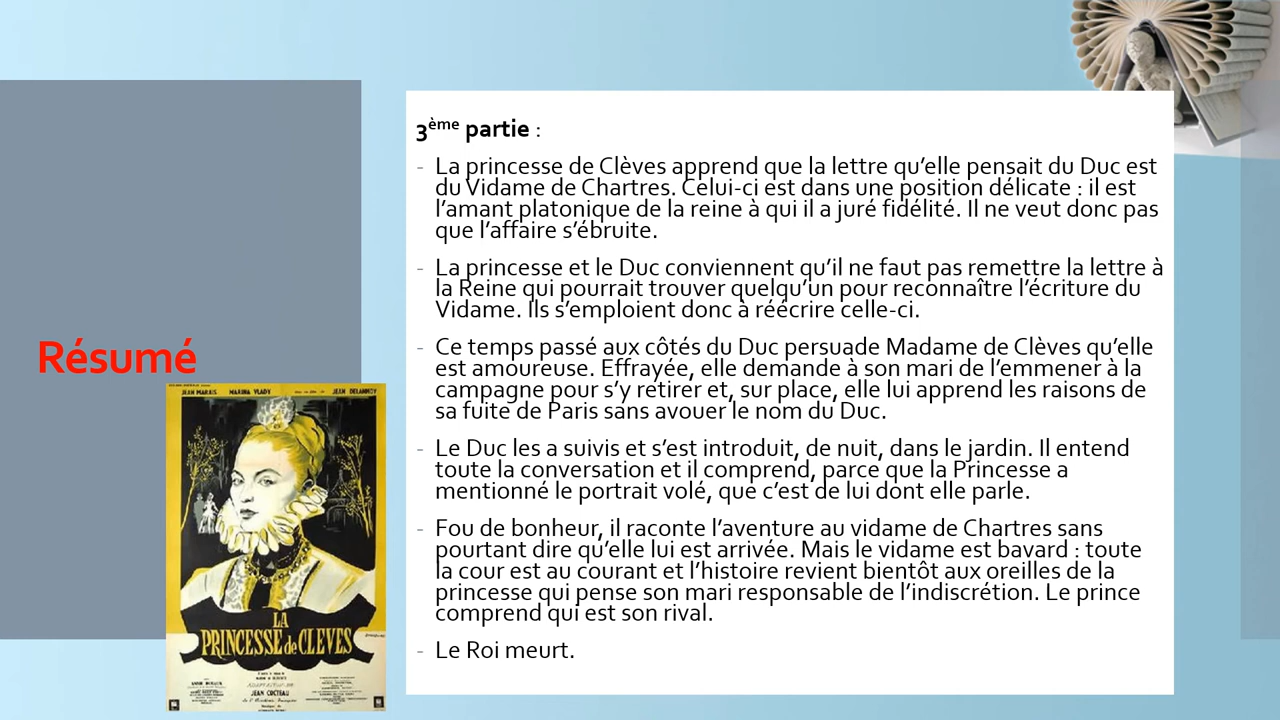 3ème partie :
- La princesse de Clèves apprend que la lettre qu’elle pensait du Duc est
du Vidame de Chartres. Celui-ci est dans une position délicate : il est
l’amant platonique de la reine à qui il a juré fidélité. Il ne veut donc pas
que l’affaire s’ébruite.
- La princesse et le Duc conviennent qu’il ne faut pas remettre la lettre à
la Reine qui pourrait trouver quelqu’un pour reconnaître l’écriture du
Vidame. Ils s’emploient donc à réécrire celle-ci.
- Ce temps passé aux côtés du Duc persuade Madame de Clèves qu’elle
est amoureuse. Effrayée, elle demande à son mari de l’emmener à la
campagne pour s’y retirer et, sur place, elle lui apprend les raisons de
sa fuite de Paris sans avouer le nom du Duc.
- Le Duc les a suivis et s’est introduit, de nuit, dans le jardin. Il entend
toute la conversation et il comprend, parce que la Princesse a
mentionné le portrait volé, que c’est de lui dont elle parle.
- Fou de bonheur, il raconte l’aventure au vidame de Chartres sans
pourtant dire qu’elle lui est arrivée. Mais le vidame est bavard : toute
la cour est au courant et l’histoire revient bientôt aux oreilles de la
princesse qui pense son mari responsable de l’indiscrétion. Le prince
comprend qui est son rival.
- Le Roi meurt.
Résumé
JEAN MARAIS MARINA VLADY JEAN DELANNOY
LA
PRINCESSE de CLEVES
JEAN COCTEAU